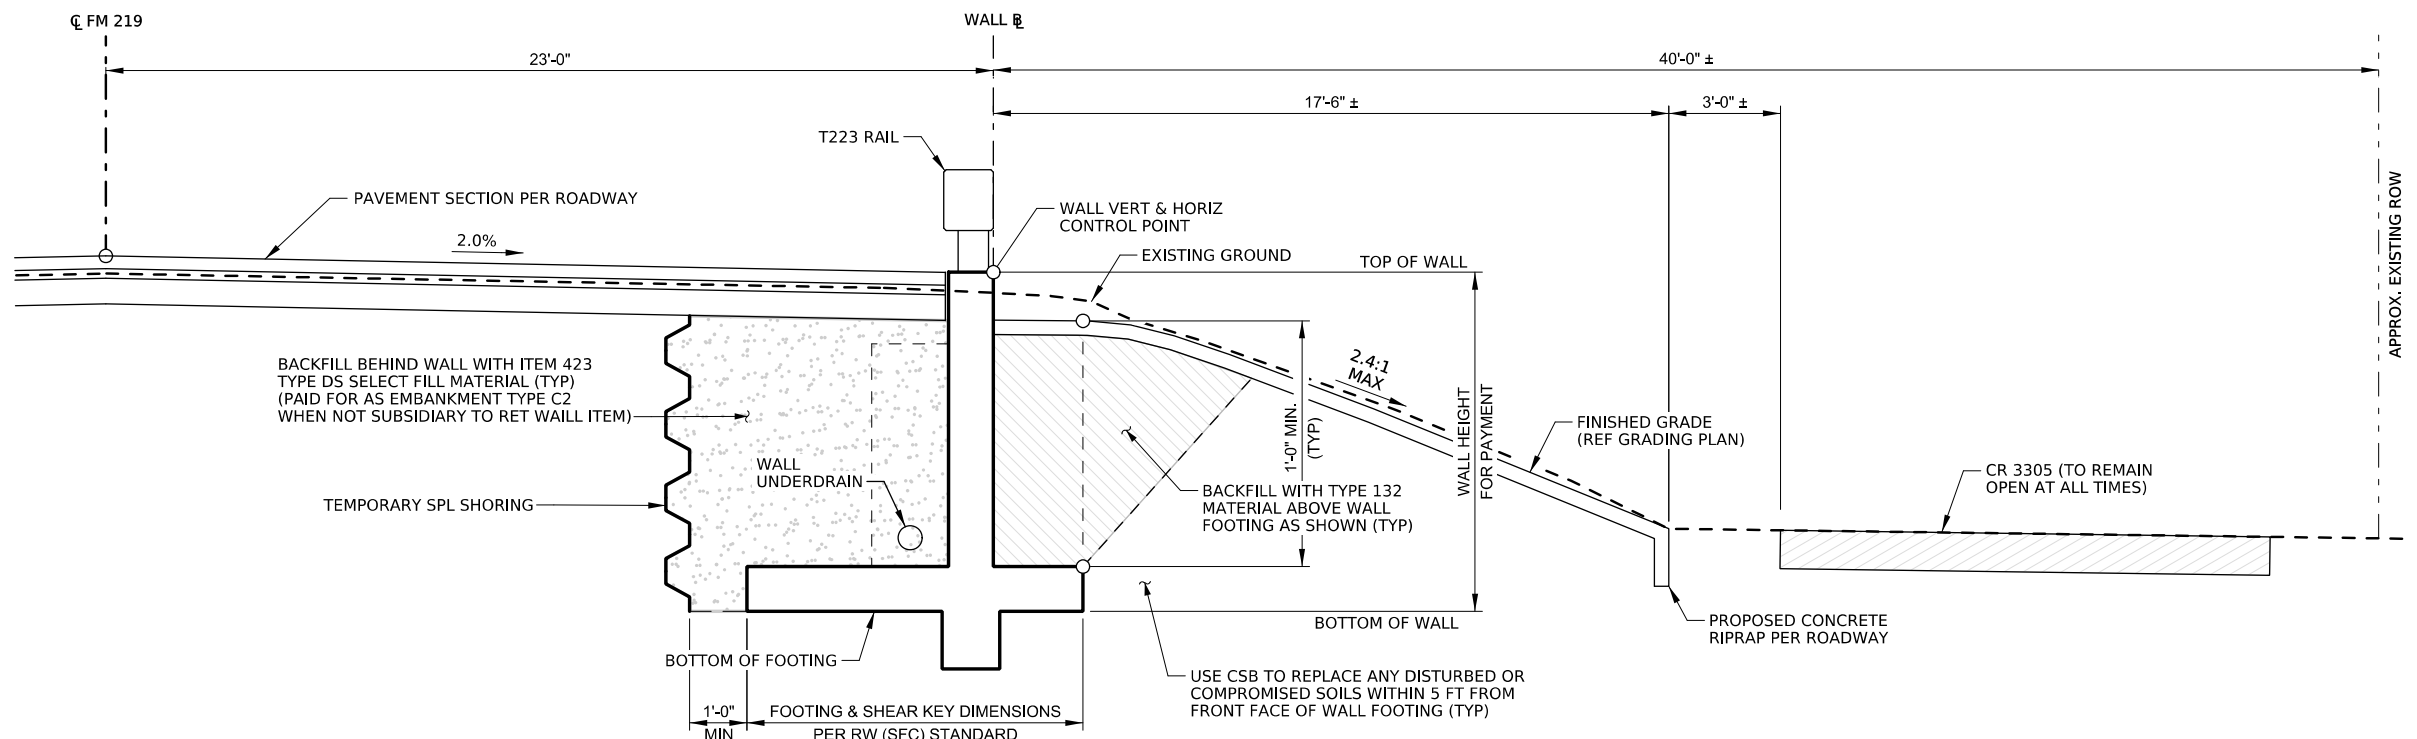 ℄ FM 219
WALL ℄
23'-0"
40'-0" ±
17'-6" ±
3'-0" ±
T223 RAIL
PAVEMENT SECTION PER ROADWAY
2.0%
WALL VERT & HORIZ
CONTROL POINT
EXISTING GROUND
TOP OF WALL
APPROX. EXISTING ROW
BACKFILL BEHIND WALL WITH ITEM 423
TYPE DS SELECT FILL MATERIAL (TYP)
(PAID FOR AS EMBANKMENT TYPE C2
WHEN NOT SUBSIDIARY TO RET WAILL ITEM)
2.4:1
MAX
1'-0" MIN.
(TYP)
WALL HEIGHT
FOR PAYMENT
FINISHED GRADE
(REF GRADING PLAN)
WALL
UNDERDRAIN
TEMPORARY SPL SHORING
BACKFILL WITH TYPE 132
MATERIAL ABOVE WALL
FOOTING AS SHOWN (TYP)
CR 3305 (TO REMAIN
OPEN AT ALL TIMES)
BOTTOM OF WALL
PROPOSED CONCRETE
RIPRAP PER ROADWAY
BOTTOM OF FOOTING
USE CSB TO REPLACE ANY DISTURBED OR
COMPROMISED SOILS WITHIN 5 FT FROM
FRONT FACE OF WALL FOOTING (TYP)
1'-0"
MIN
FOOTING & SHEAR KEY DIMENSIONS
PER RW (SFC) STANDARD